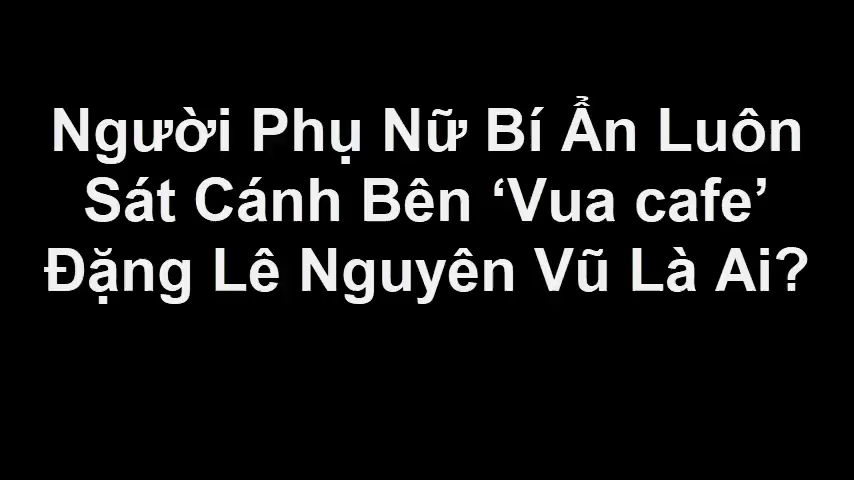 Người Phụ Nữ Bí Ẩn Luôn
Sát Cánh Bên ‘Vua cafe’
Đặng Lê Nguyên Vũ Là Ai?